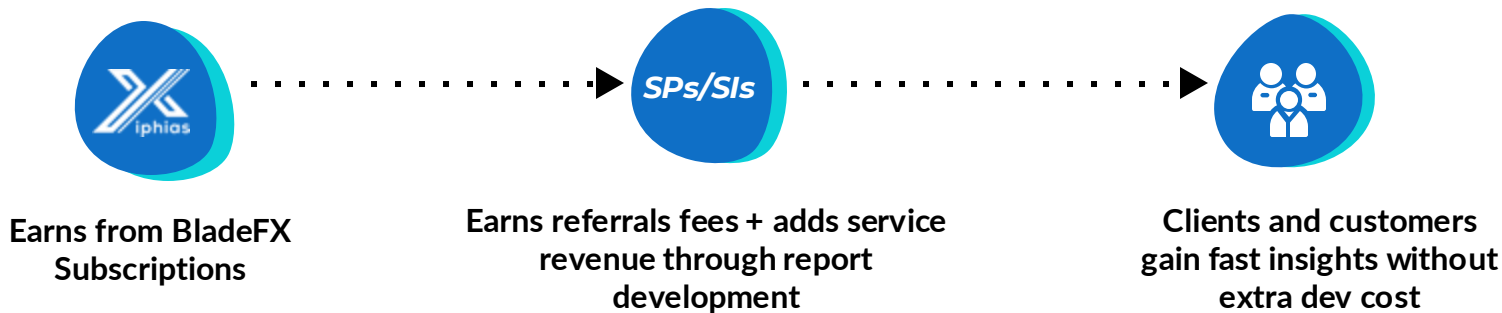 Xiphias
SPs/SIs
Earns from BladeFX
Subscriptions
Earns referrals fees + adds service
revenue through report
development
Clients and customers
gain fast insights without
extra dev cost